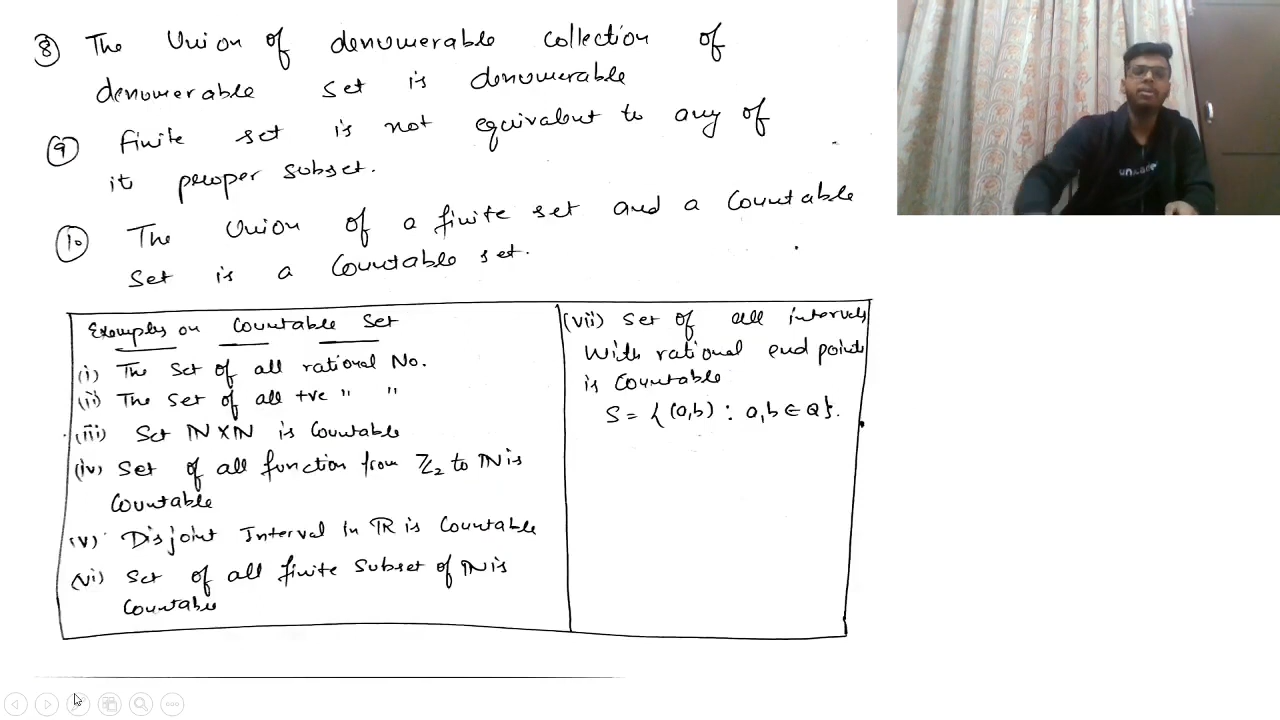 ⑧ The Union of denumerable collection of
denumerable set is denumerable
⑨ finite set is not equivalent to any of
it proper subset.
⑩ The Union of a finite set and a Countable
Set is a Countable set.
Examples on Countable Set
(i) The Set of all rational No.
(ii) The Set of all +ve " "
(iii) Set ℕ×ℕ is Countable
(iv) Set of all function from ℤ₂ to ℕ is
Countable
(v) Disjoint Interval in ℝ is Countable
(vi) Set of all finite Subset of ℕ is
Countable
(vii) Set of all intervals
With rational end points
is Countable
S = { (a,b) : a,b ∈ Q}.